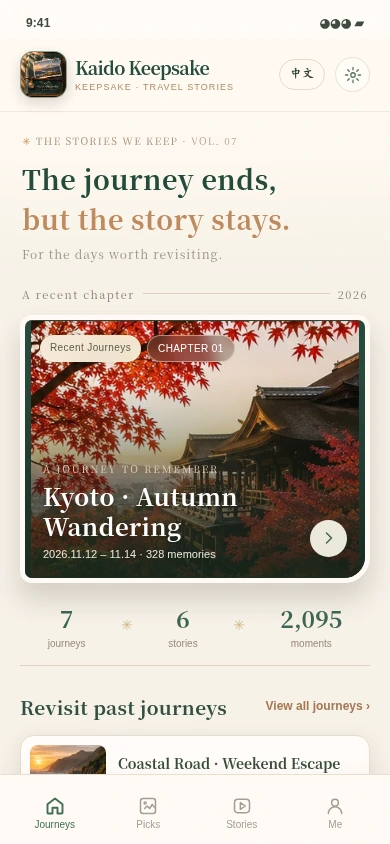 9:41
Kaido Keepsake
KEEPSAKE · TRAVEL STORIES
中文
✳ THE STORIES WE KEEP · VOL. 07
The journey ends,
but the story stays.
For the days worth revisiting.
A recent chapter
2026
Recent Journeys
CHAPTER 01
A JOURNEY TO REMEMBER
Kyoto · Autumn
Wandering
2026.11.12 – 11.14 · 328 memories
7
journeys
6
stories
2,095
moments
Revisit past journeys
View all journeys ›
Coastal Road · Weekend Escape
Journeys
Picks
Stories
Me